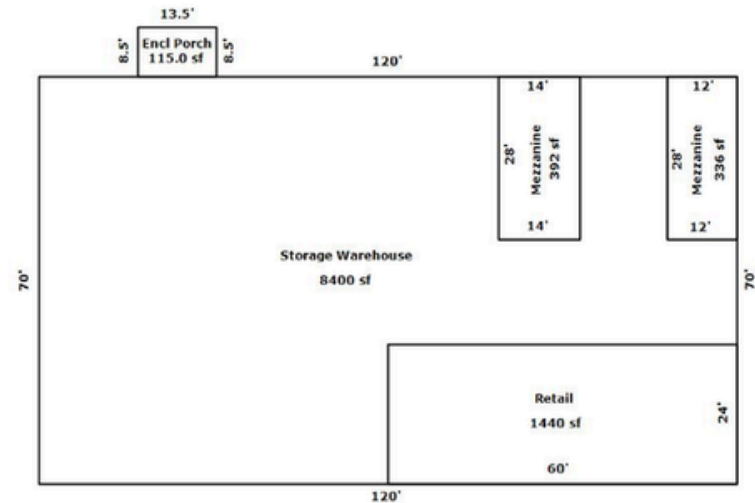 13.5'
8.5'
Encl Porch
115.0 sf
8.5'
120'
14'
28'
Mezzanine
392 sf
14'
12'
28'
Mezzanine
336 sf
12'
70'
Storage Warehouse
8400 sf
70'
Retail
1440 sf
24'
60'
120'